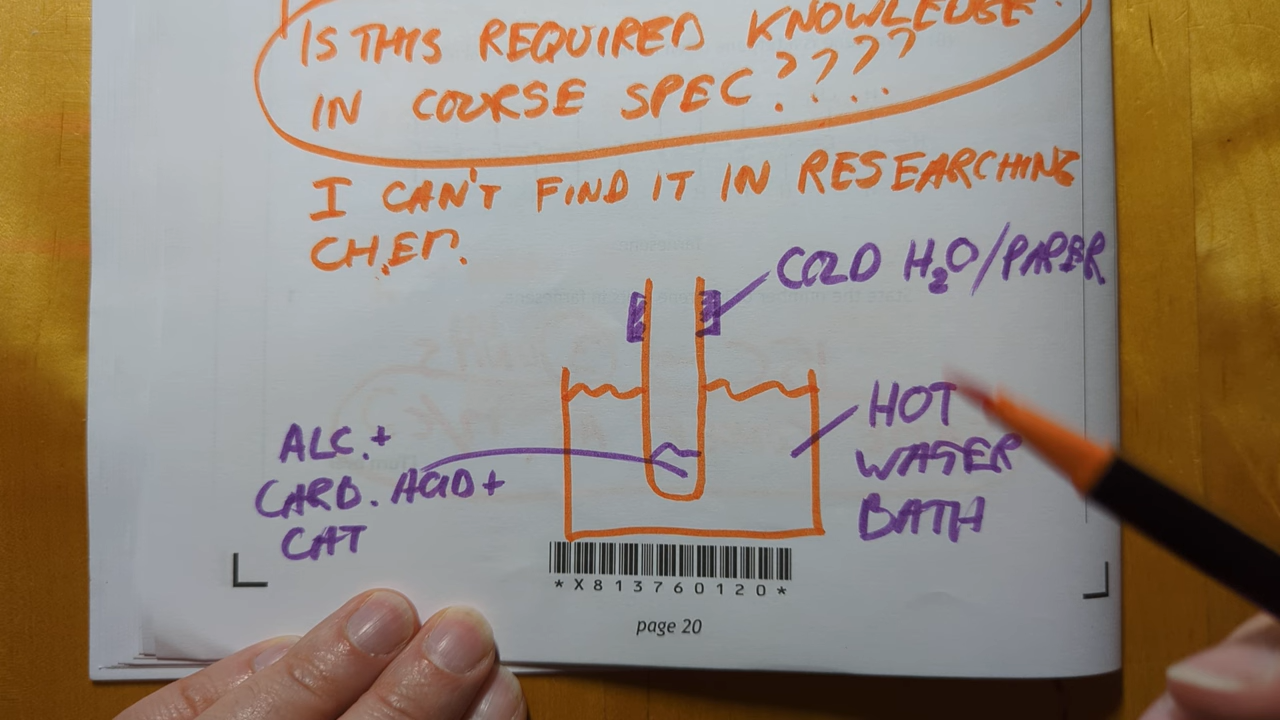 IS THIS REQUIRED KNOWLEDGE
IN COURSE SPEC????
I CAN'T FIND IT IN RESEARCHING
CHEM.
COLD H₂O/PAPER
HOT
WATER
BATH
ALC. +
CARB. ACID +
CAT
*X813760120*
page 20